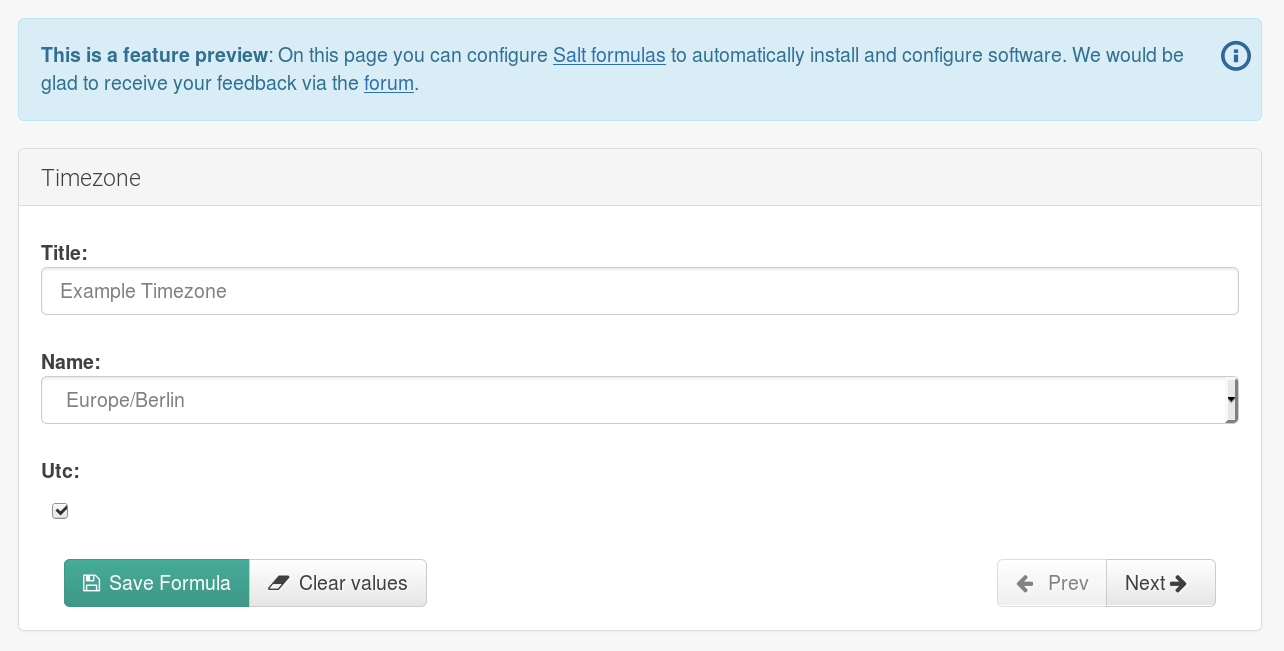 This is a feature preview: On this page you can configure Salt formulas to automatically install and configure software. We would be
glad to receive your feedback via the forum.
Timezone
Title:
Example Timezone
Name:
Europe/Berlin
Utc:
Save Formula Clear values Prev Next